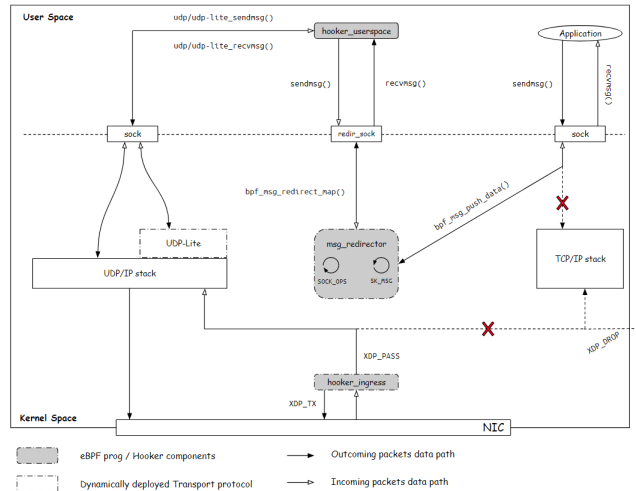 User Space
udp/udp-lite_sendmsg()
udp/udp-lite_recvmsg()
hooker_userspace
Application
sendmsg()
recvmsg()
sendmsg()
recvmsg()
sock
redir_sock
sock
bpf_msg_redirect_map()
bpf_msg_push_data()
UDP-Lite
UDP/IP stack
msg_redirector
SOCK_OPS
SK_MSG
TCP/IP stack
XDP_DROP
XDP_PASS
hooker_ingress
XDP_TX
Kernel Space
NIC
eBPF prog / Hooker components
Outcoming packets data path
Dynamically deployed Transport protocol
Incoming packets data path